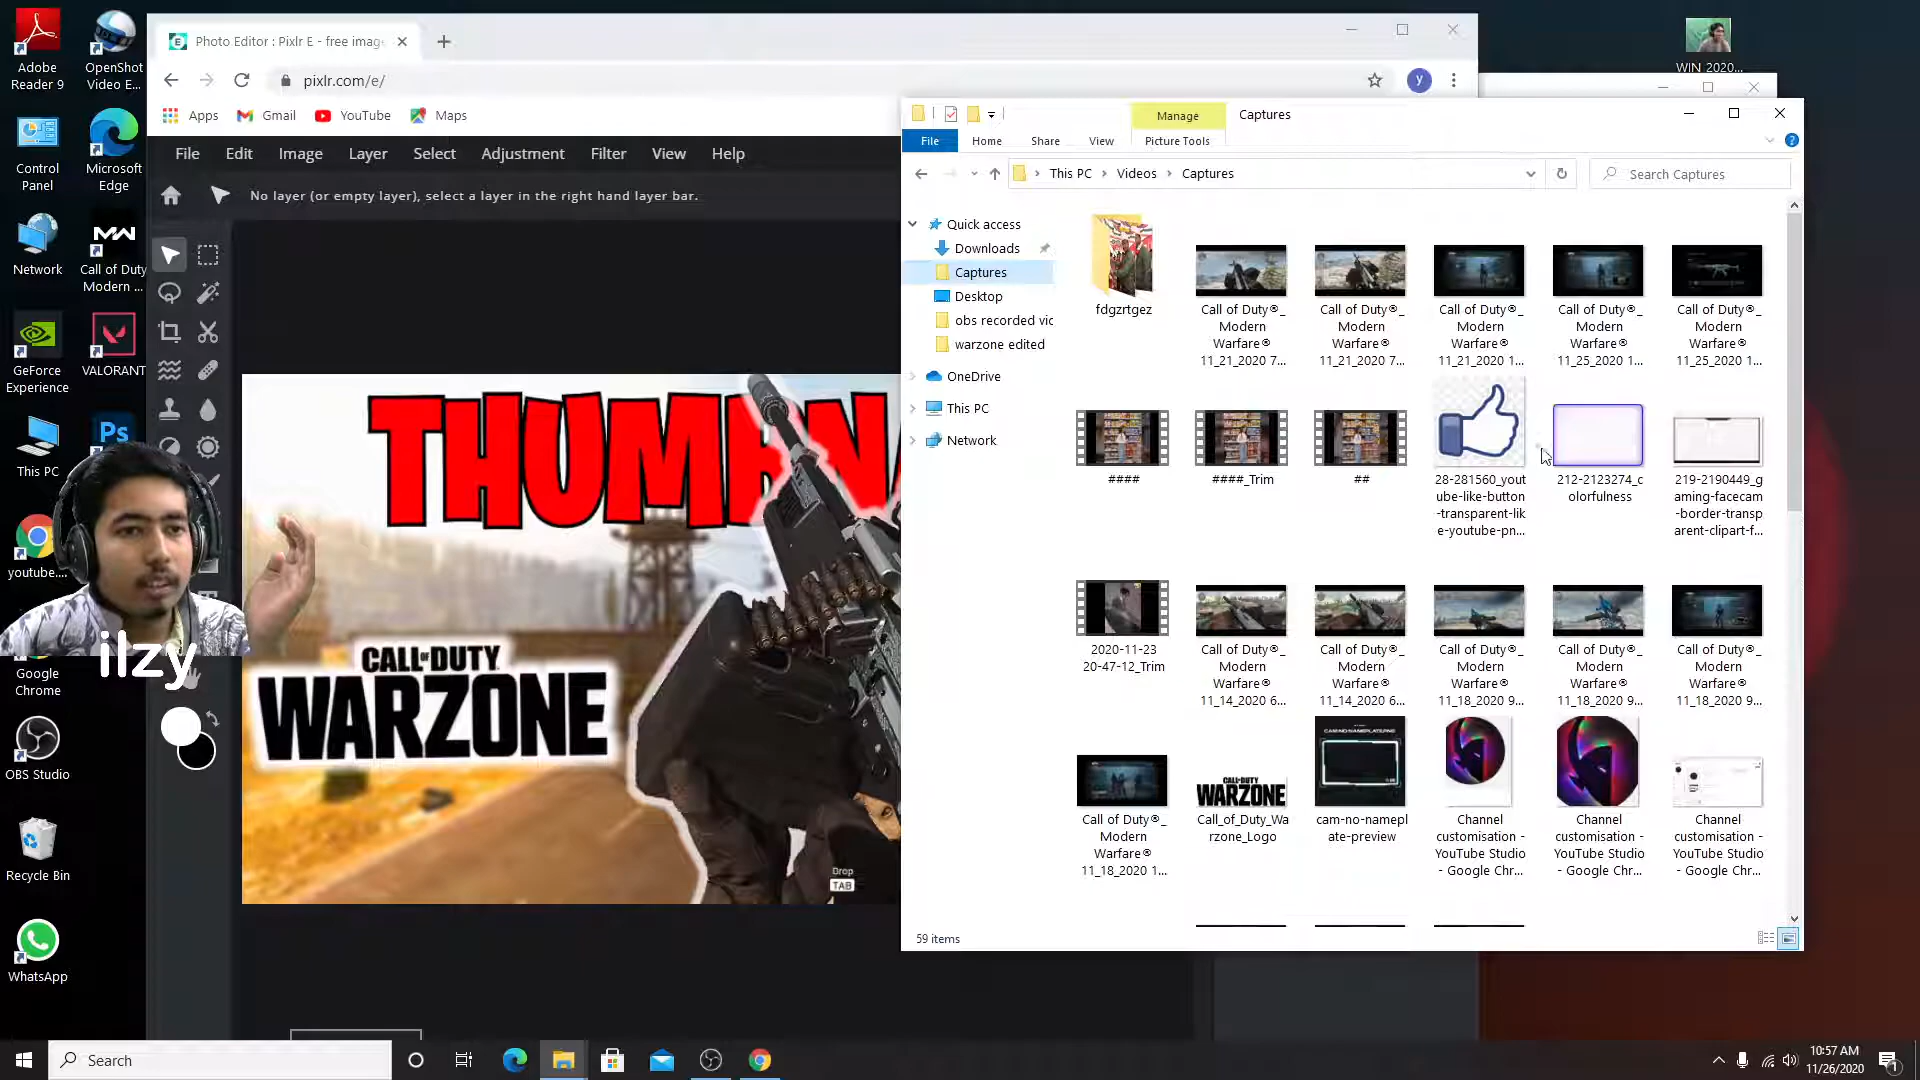 Adobe
Reader 9
OpenShot
Video E...
Control
Panel
Microsoft
Edge
Network
Call of Duty
Modern ...
GeForce
Experience
VALORANT
This PC
Ps
youtube....
ilzy
Google
Chrome
OBS Studio
Recycle Bin
WhatsApp
WIN_2020...
Photo Editor : Pixlr E - free imag
pixlr.com/e/
y
Apps
Gmail
YouTube
Maps
File
Edit
Image
Layer
Select
Adjustment
Filter
View
Help
No layer (or empty layer), select a layer in the right hand layer bar.
CALL OF DUTY
WARZONE
Drop
TAB
Manage
Captures
File
Home
Share
View
Picture Tools
This PC
Videos
Captures
Search Captures
Quick access
Downloads
Captures
Desktop
obs recorded vic
warzone edited
OneDrive
This PC
Network
fdgzrtgez
Call of Duty®_
Modern
Warfare®
11_21_2020 7...
Call of Duty®_
Modern
Warfare®
11_21_2020 7...
Call of Duty®_
Modern
Warfare®
11_21_2020 1...
Call of Duty®_
Modern
Warfare®
11_25_2020 1...
Call of Duty®_
Modern
Warfare®
11_25_2020 1...
####
####_Trim
##
28-281560_yout
ube-like-button
-transparent-lik
e-youtube-pn...
212-2123274_c
olorfulness
219-2190449_g
aming-facecam
-border-transp
arent-clipart-f...
2020-11-23
20-47-12_Trim
Call of Duty®_
Modern
Warfare®
11_14_2020 6...
Call of Duty®_
Modern
Warfare®
11_14_2020 6...
Call of Duty®_
Modern
Warfare®
11_18_2020 9...
Call of Duty®_
Modern
Warfare®
11_18_2020 9...
Call of Duty®_
Modern
Warfare®
11_18_2020 9...
Call of Duty®_
Modern
Warfare®
11_18_2020 1...
CALL OF DUTY
WARZONE
Call_of_Duty_Wa
rzone_Logo
cam-no-namepl
ate-preview
Channel
customisation -
YouTube Studio
- Google Chr...
Channel
customisation -
YouTube Studio
- Google Chr...
Channel
customisation -
YouTube Studio
- Google Chr...
59 items
Search
10:57 AM
11/26/2020
1